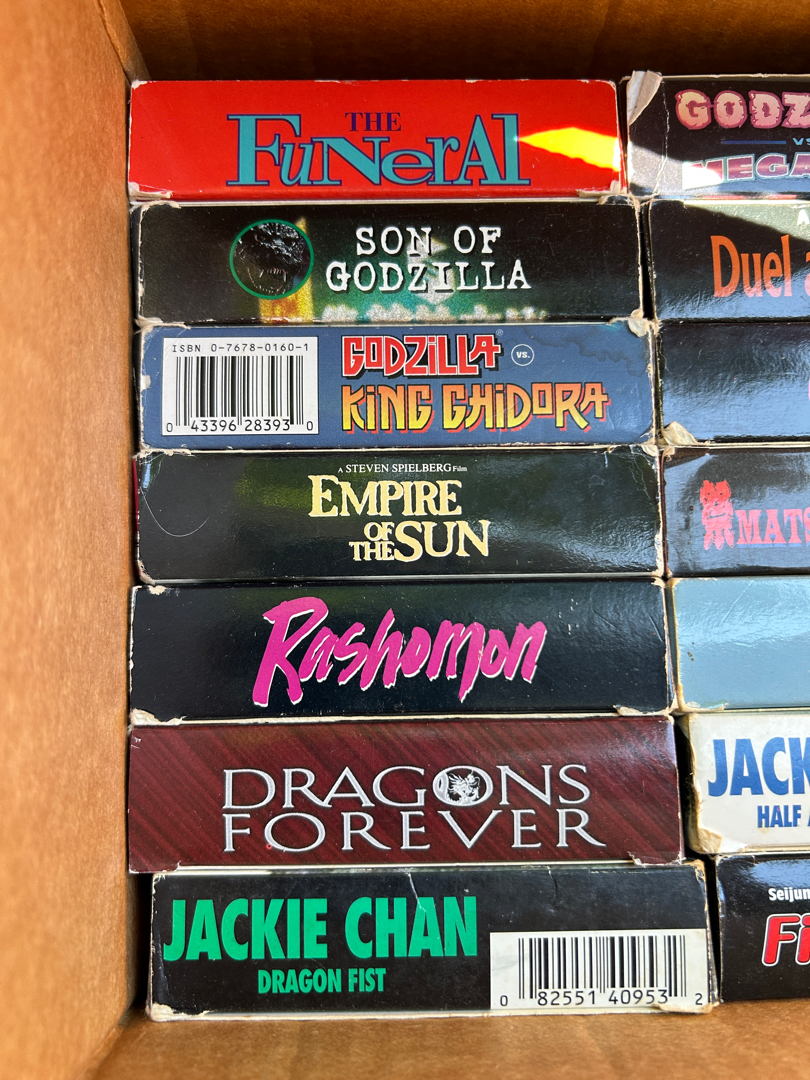 THE
FuNerAl
SON OF
GODZILLA
ISBN 0-7678-0160-1
0 43396 28393 0
GODZILLA® vs.
KING GHIDORA
A STEVEN SPIELBERG Film
EMPIRE
OF
THE SUN
Rashomon
DRAGONS
FOREVER
JACKIE CHAN
DRAGON FIST
0 82551 40953 2
GODZ
VS
MEGA
A
Duel a
MATS
JACK
HALF A
Seijun
Fi